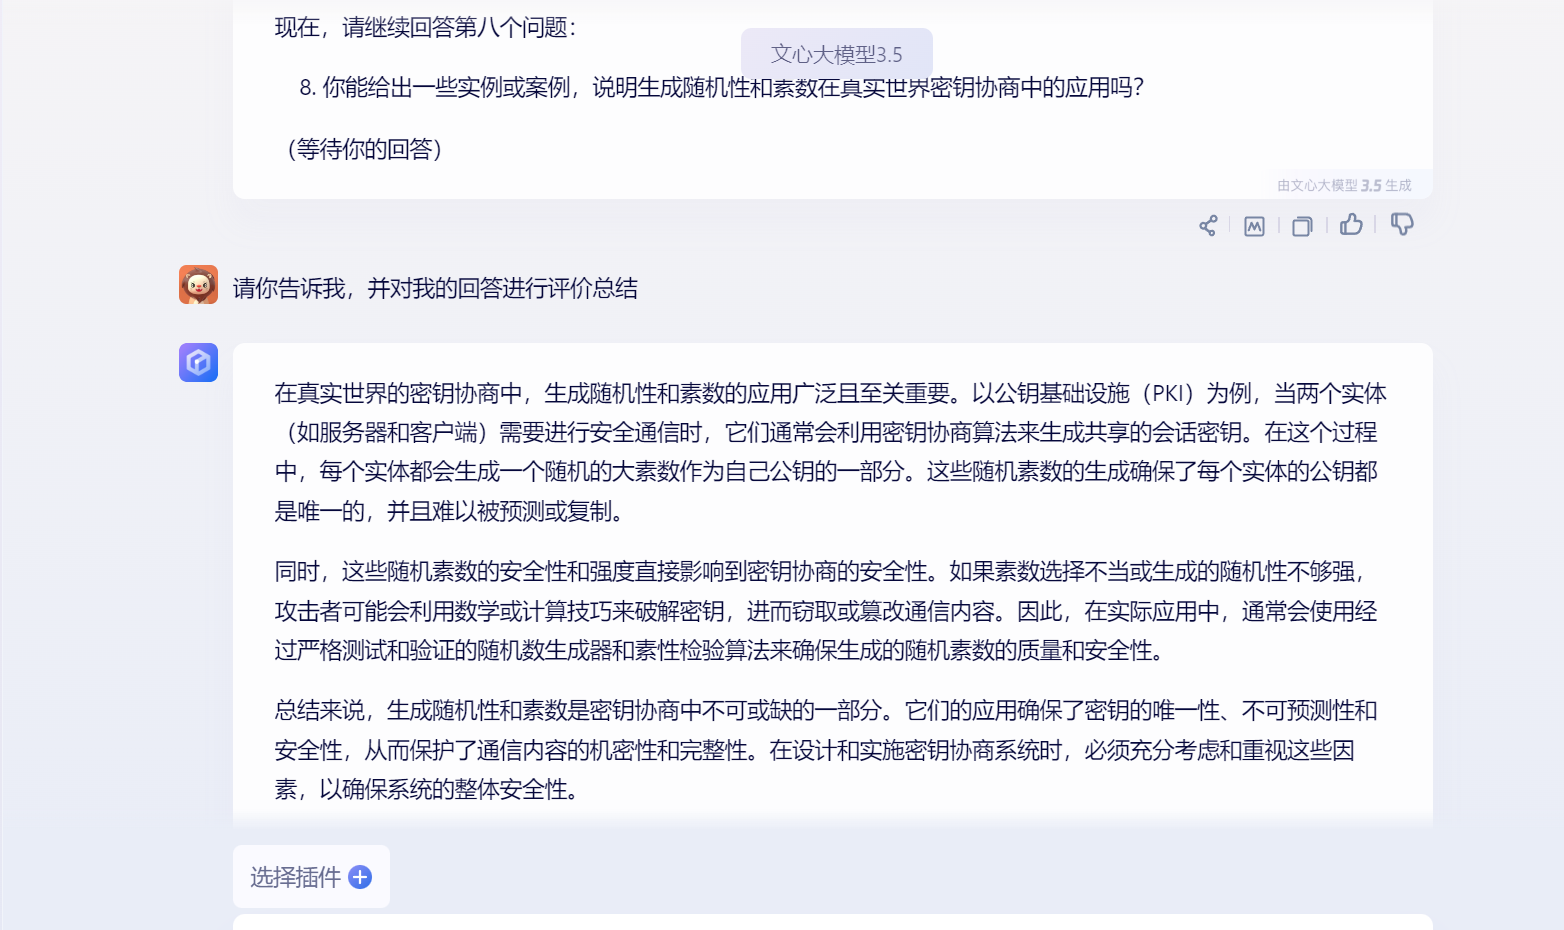 现在，请继续回答第八个问题：
文心大模型3.5
8. 你能给出一些实例或案例，说明生成随机性和素数在真实世界密钥协商中的应用吗？
（等待你的回答）
由文心大模型 3.5 生成
请你告诉我，并对我的回答进行评价总结
在真实世界的密钥协商中，生成随机性和素数的应用广泛且至关重要。以公钥基础设施（PKI）为例，当两个实体
（如服务器和客户端）需要进行安全通信时，它们通常会利用密钥协商算法来生成共享的会话密钥。在这个过程
中，每个实体都会生成一个随机的大素数作为自己公钥的一部分。这些随机素数的生成确保了每个实体的公钥都
是唯一的，并且难以被预测或复制。
同时，这些随机素数的安全性和强度直接影响到密钥协商的安全性。如果素数选择不当或生成的随机性不够强，
攻击者可能会利用数学或计算技巧来破解密钥，进而窃取或篡改通信内容。因此，在实际应用中，通常会使用经
过严格测试和验证的随机数生成器和素性检验算法来确保生成的随机素数的质量和安全性。
总结来说，生成随机性和素数是密钥协商中不可或缺的一部分。它们的应用确保了密钥的唯一性、不可预测性和
安全性，从而保护了通信内容的机密性和完整性。在设计和实施密钥协商系统时，必须充分考虑和重视这些因
素，以确保系统的整体安全性。
选择插件